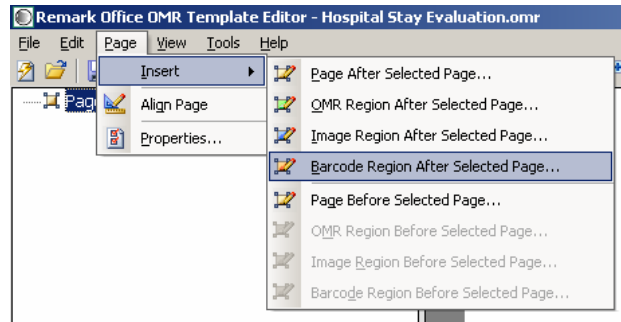 Remark Office OMR Template Editor - Hospital Stay Evaluation.omr
File Edit Page View Tools Help
Insert
Page After Selected Page...
Page
Align Page
OMR Region After Selected Page...
Properties...
Image Region After Selected Page...
Barcode Region After Selected Page...
Page Before Selected Page...
OMR Region Before Selected Page...
Image Region Before Selected Page...
Barcode Region Before Selected Page...